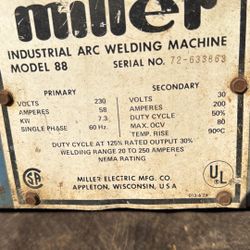 miller
INDUSTRIAL ARC WELDING MACHINE
MODEL 88 SERIAL NO. 72-633863
PRIMARY SECONDARY
VOLTS 230 VOLTS 30
AMPERES 58 AMPERES 200
KW 7.3 DUTY CYCLE 50%
SINGLE PHASE 60 Hz. MAX. OCV 80
TEMP. RISE 90°C
DUTY CYCLE AT 125% RATED OUTPUT 30%
WELDING RANGE 20 TO 250 AMPERES
NEMA RATING
MILLER ELECTRIC MFG. CO.
APPLETON, WISCONSIN, U.S.A